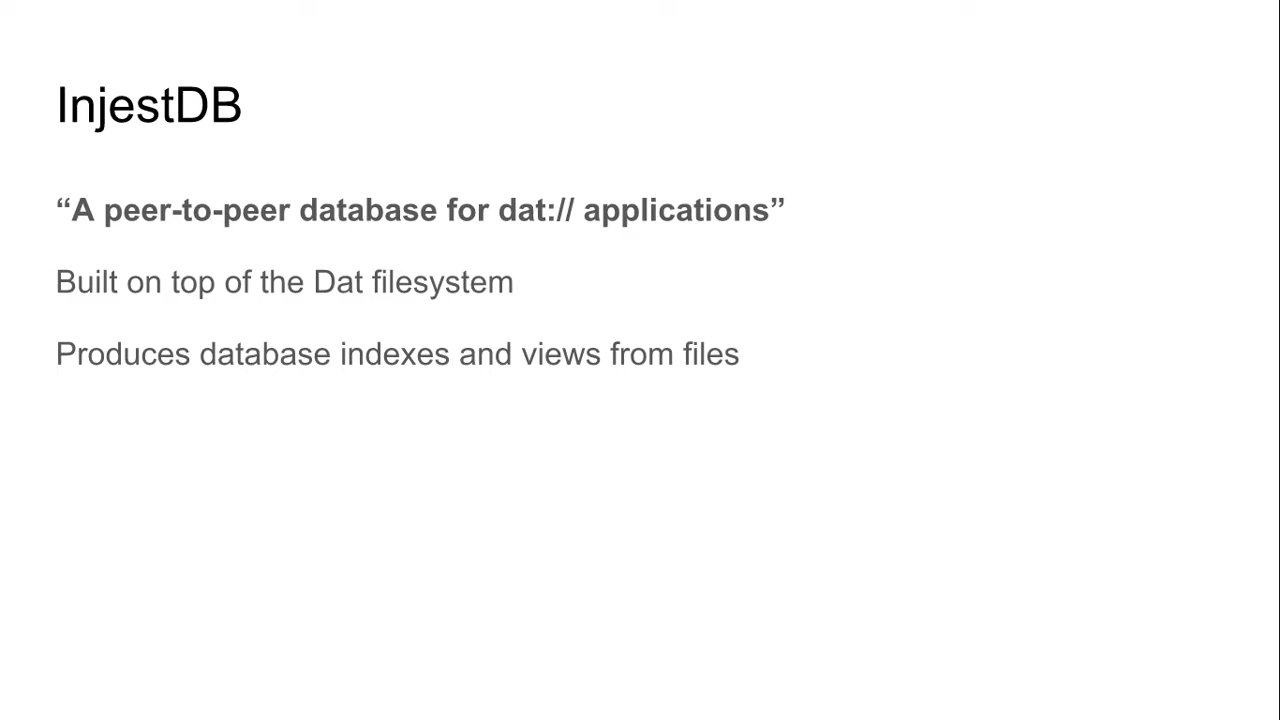 InjestDB
“A peer-to-peer database for dat:// applications”
Built on top of the Dat filesystem
Produces database indexes and views from files